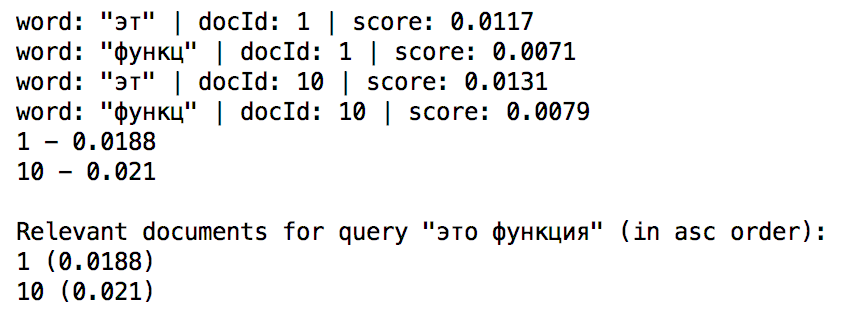 word: "эт" | docId: 1 | score: 0.0117
word: "функц" | docId: 1 | score: 0.0071
word: "эт" | docId: 10 | score: 0.0131
word: "функц" | docId: 10 | score: 0.0079
1 – 0.0188
10 – 0.021
Relevant documents for query "это функция" (in asc order):
1 (0.0188)
10 (0.021)